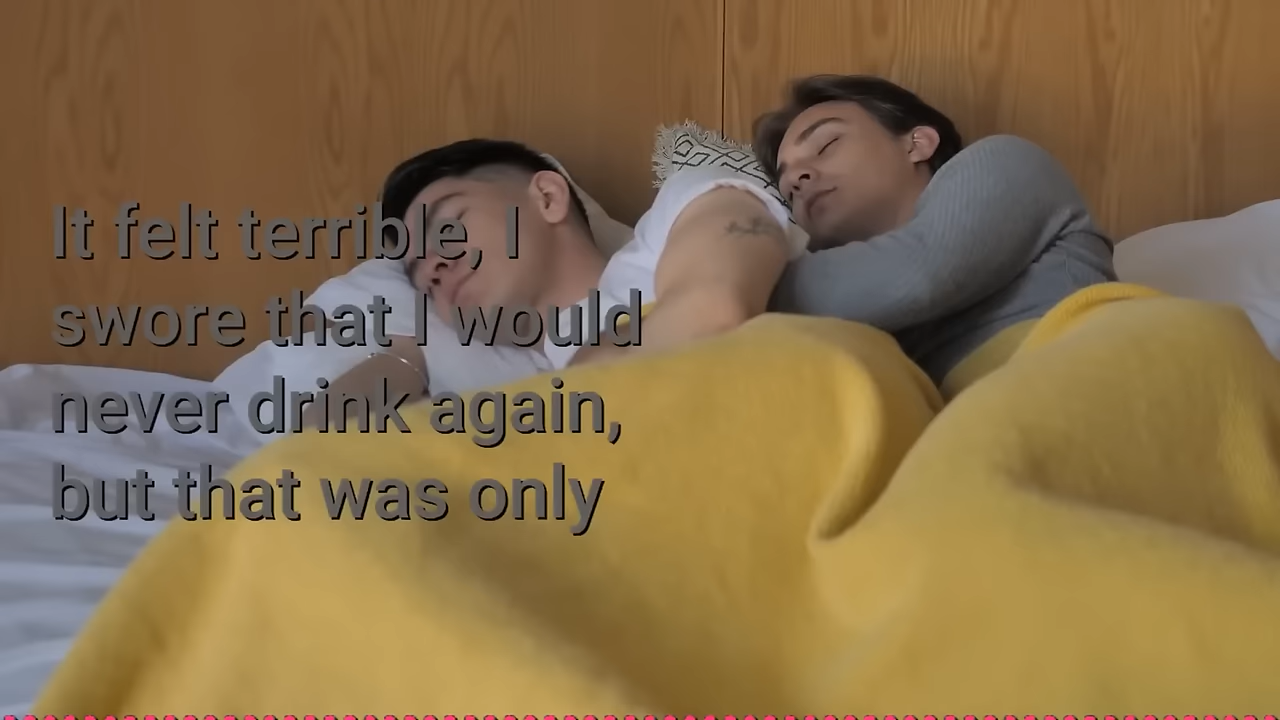 It felt terrible, I
swore that I would
never drink again,
but that was only